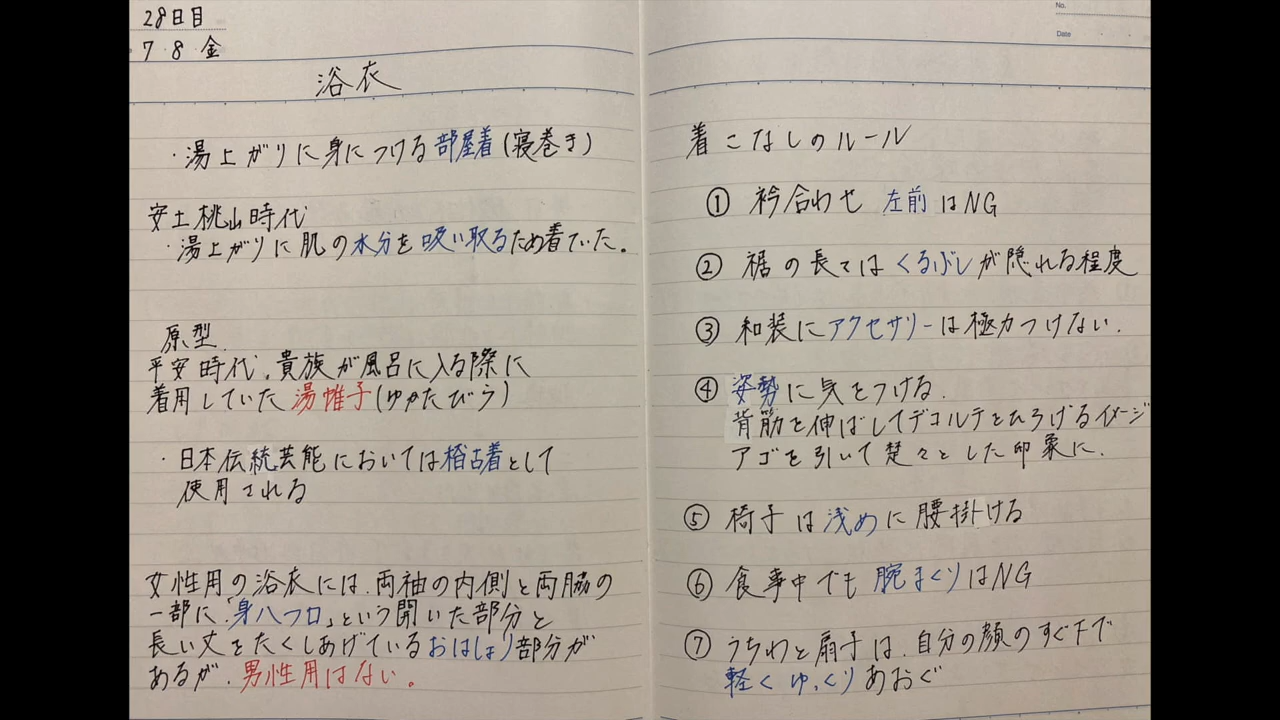 28日目
7 8 金
浴衣
・湯上がりに身につける部屋着(寝巻き)
安土桃山時代
・湯上がりに肌の水分を吸い取るため着ていた。
原型
平安時代、貴族が風呂に入る際に
着用していた湯帷子(ゆかたびら)
・日本伝統芸能においては稽古着として
使用される
女性用の浴衣には、両袖の内側と両脇の
一部に「身八つ口」という開いた部分と
長い丈をたくしあげているおはしょり部分が
あるが、男性用はない。
No.
Date
着こなしのルール
① 衿合わせ 左前はNG
② 裾の長さはくるぶしが隠れる程度
③ 和装にアクセサリーは極力つけない.
④ 姿勢に気をつける.
背筋を伸ばしてデコルテをひろげるイメージ
アゴを引いて楚々とした印象に.
⑤ 椅子は浅めに腰掛ける
⑥ 食事中でも腕まくりはNG
⑦ うちわと扇子は、自分の顔のすぐ下で
軽くゆっくりあおぐ